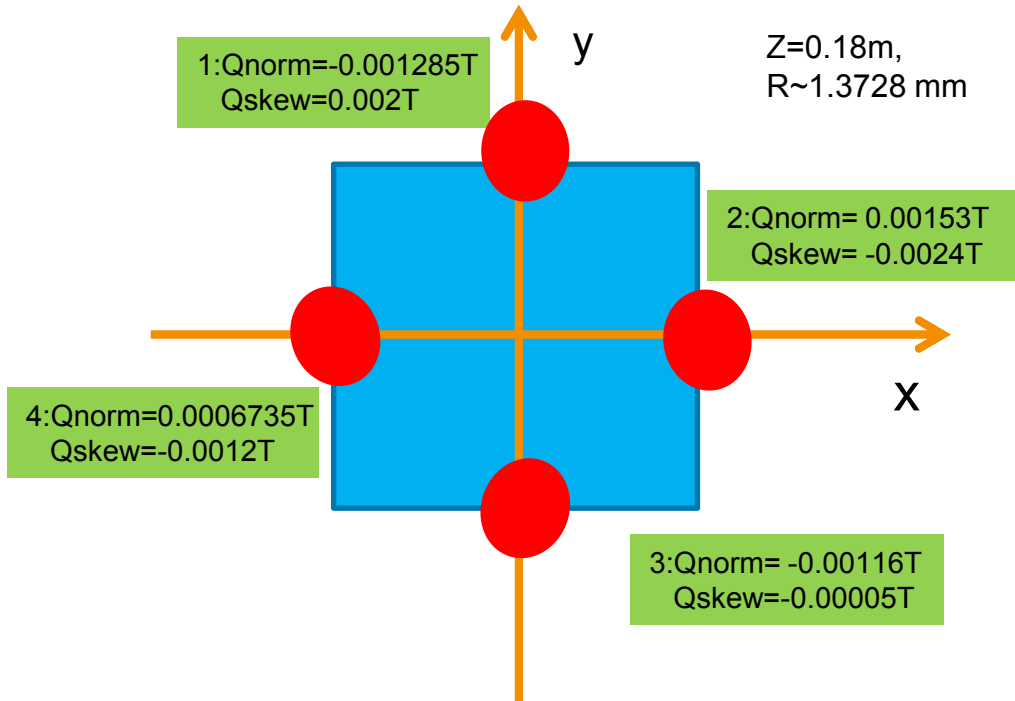 1:Qnorm=-0.001285T
Qskew=0.002T
y
Z=0.18m,
R~1.3728 mm
2:Qnorm= 0.00153T
Qskew= -0.0024T
x
4:Qnorm=0.0006735T
Qskew=-0.0012T
3:Qnorm= -0.00116T
Qskew=-0.00005T